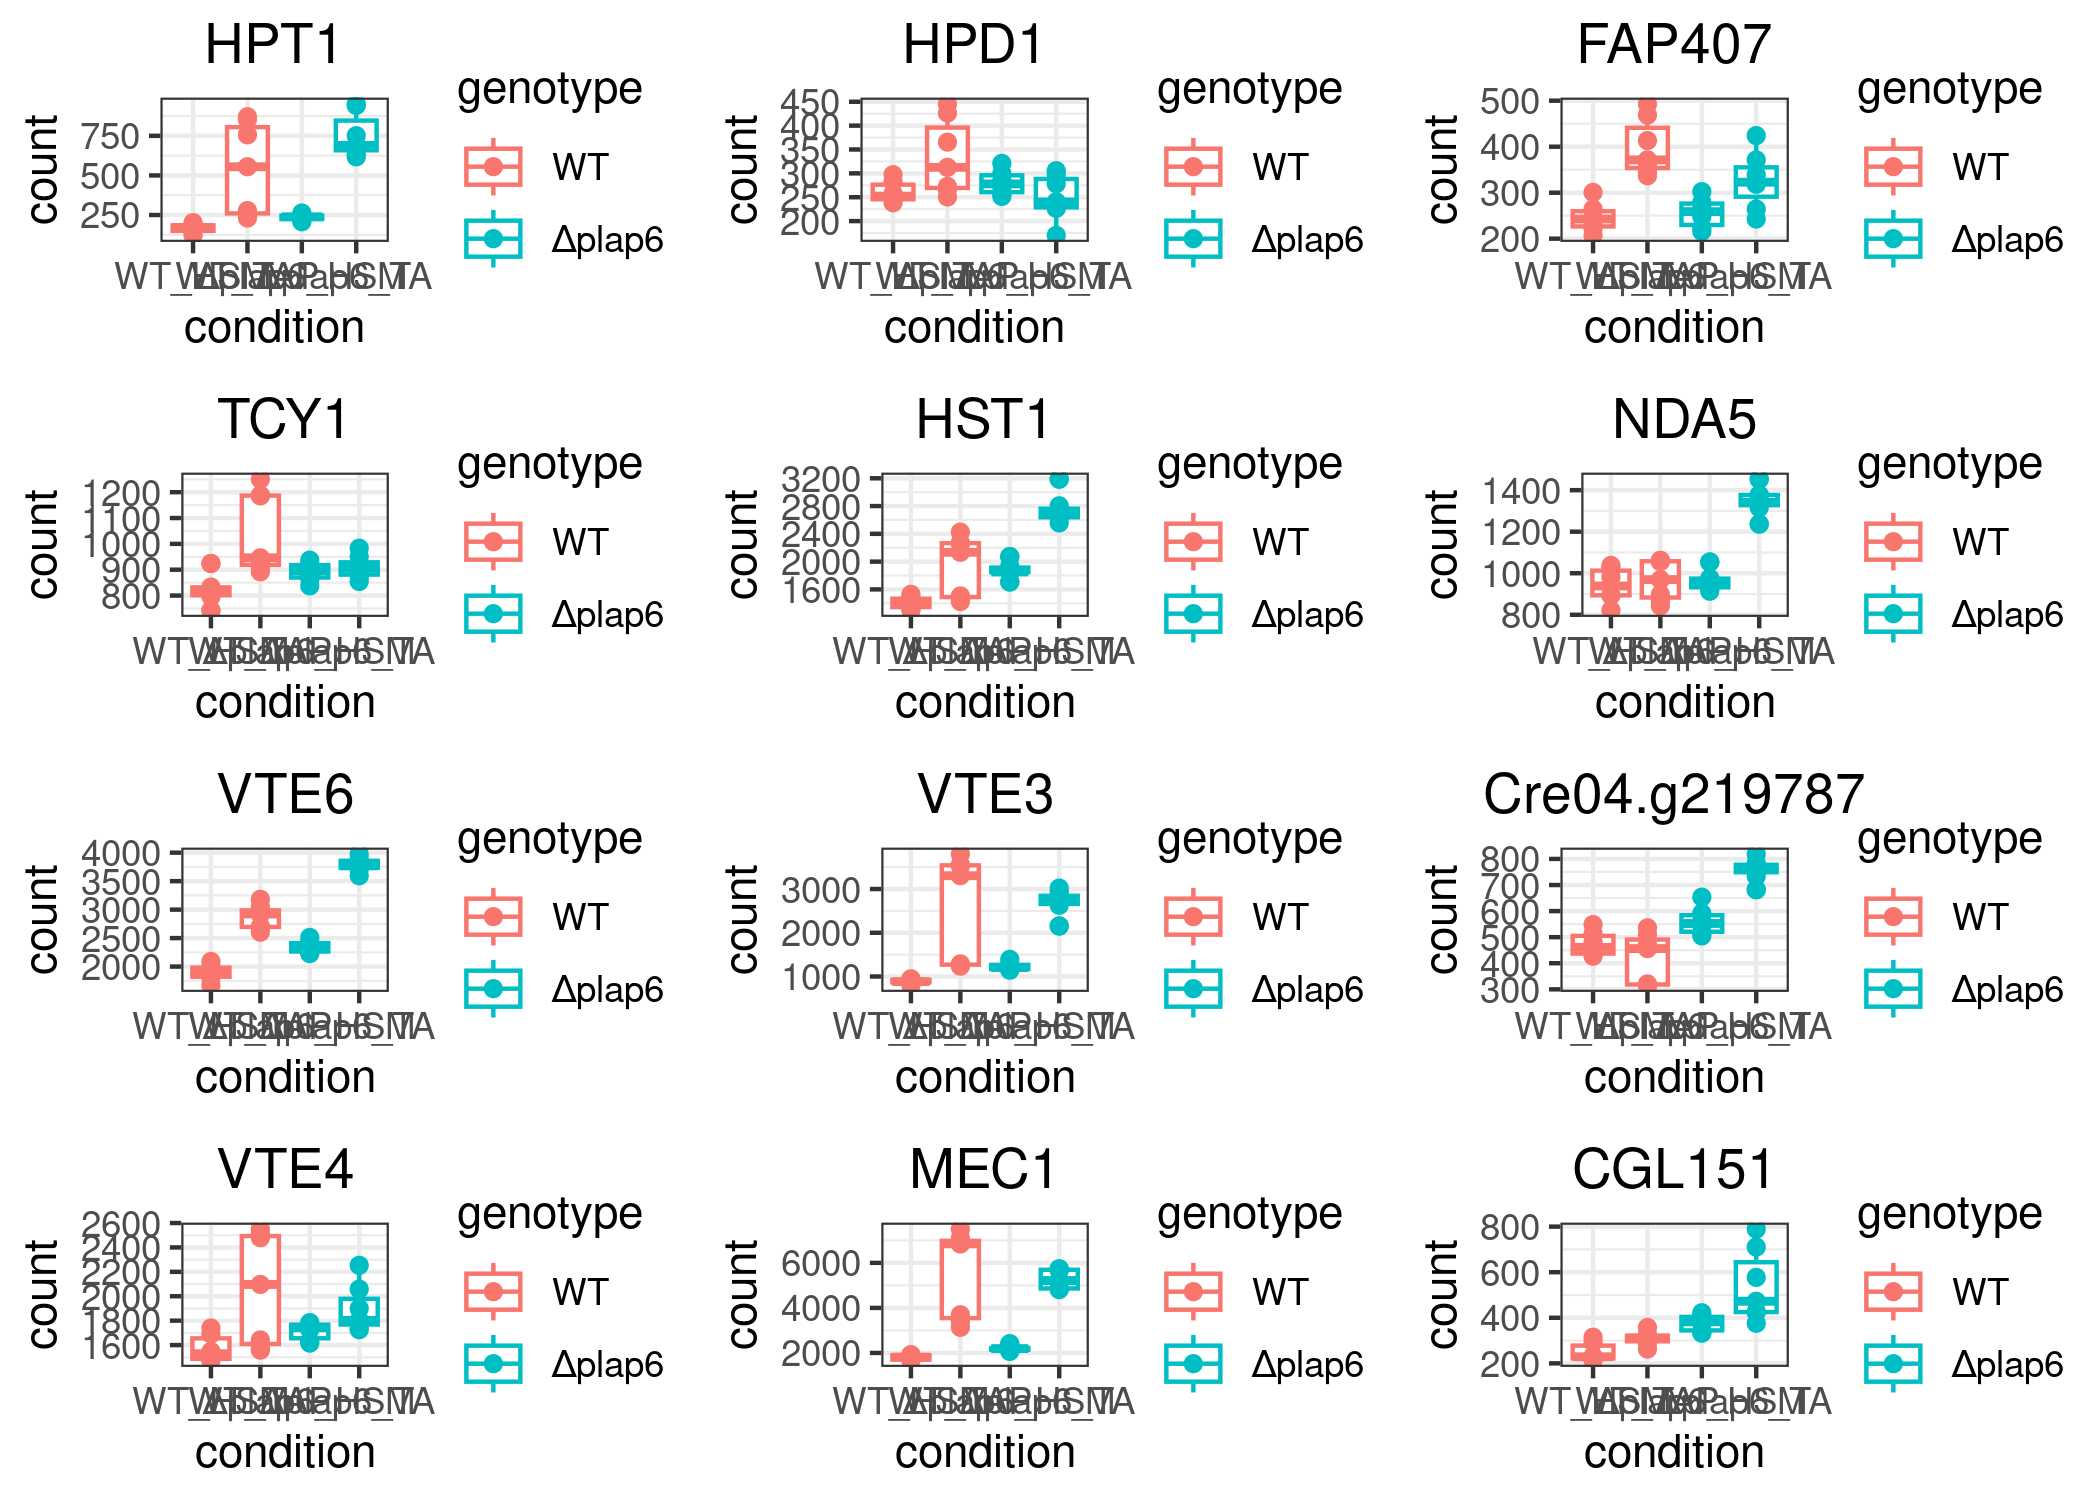 HPT1
count
750
500
250
condition
genotype
WT
Δplap6
HPD1
count
450
400
350
300
250
200
condition
genotype
WT
Δplap6
FAP407
count
500
400
300
200
condition
genotype
WT
Δplap6
TCY1
count
1200
1100
1000
900
800
condition
genotype
WT
Δplap6
HST1
count
3200
2800
2400
2000
1600
condition
genotype
WT
Δplap6
NDA5
count
1400
1200
1000
800
condition
genotype
WT
Δplap6
VTE6
count
4000
3500
3000
2500
2000
condition
genotype
WT
Δplap6
VTE3
count
3000
2000
1000
condition
genotype
WT
Δplap6
Cre04.g219787
count
800
700
600
500
400
300
condition
genotype
WT
Δplap6
VTE4
count
2600
2400
2200
2000
1800
1600
condition
genotype
WT
Δplap6
MEC1
count
6000
4000
2000
condition
genotype
WT
Δplap6
CGL151
count
800
600
400
200
condition
genotype
WT
Δplap6